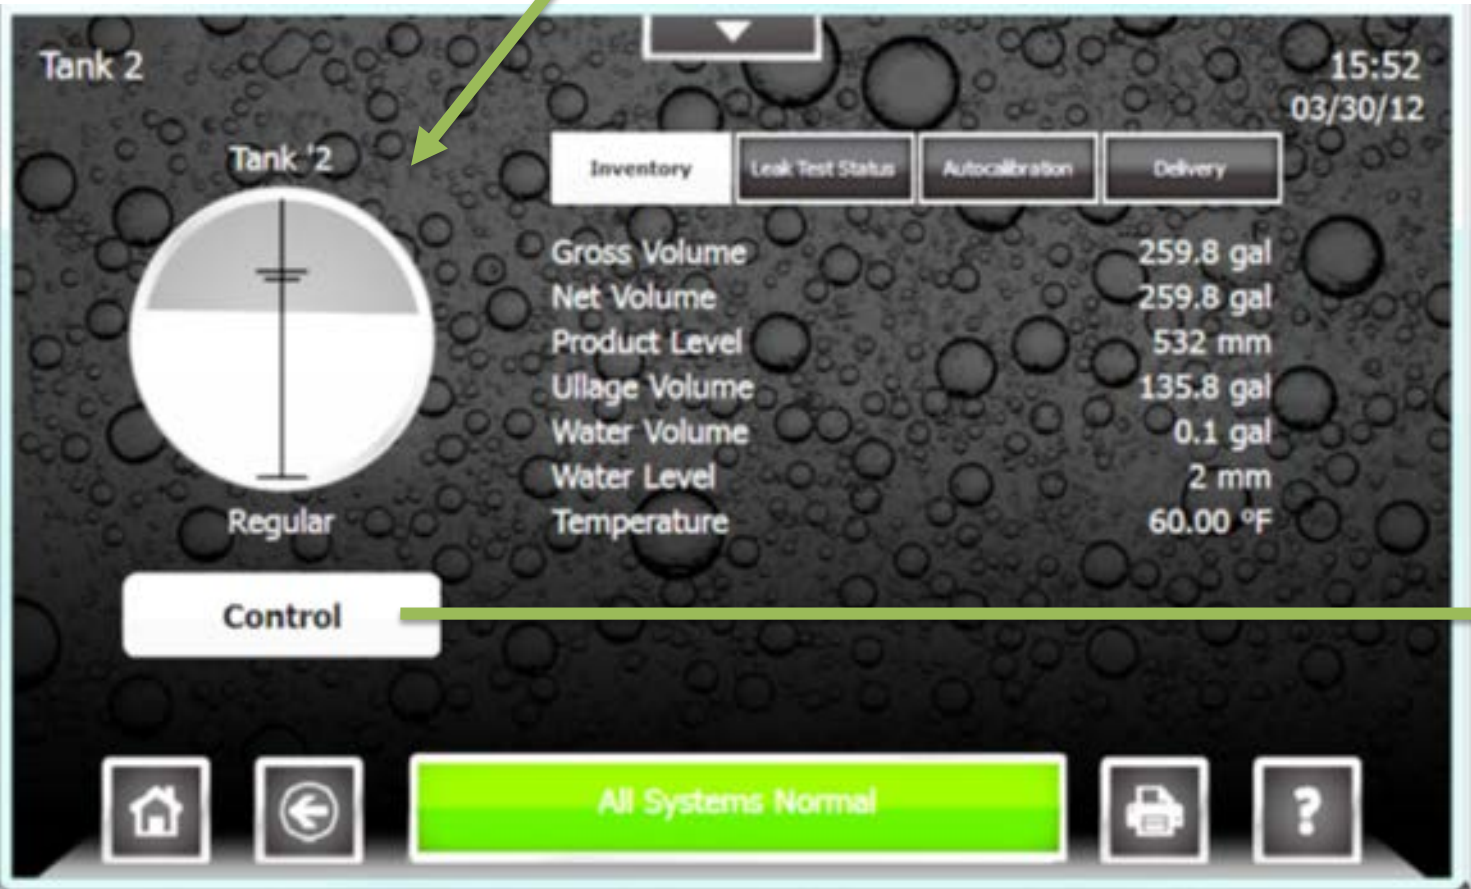 Tank 2
15:52
03/30/12
Tank '2
Inventory Leak Test Status Autocalibration Delivery
Gross Volume 259.8 gal
Net Volume 259.8 gal
Product Level 532 mm
Ullage Volume 135.8 gal
Water Volume 0.1 gal
Water Level 2 mm
Temperature 60.00 ºF
Regular
Control
All Systems Normal
?